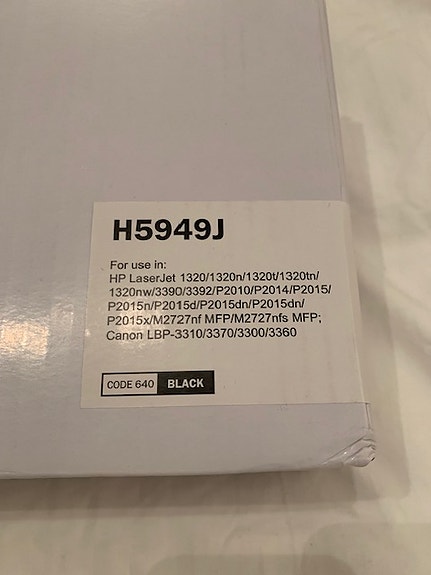 H5949J
For use in:
HP LaserJet 1320/1320n/1320t/1320tn/
1320nw/3390/3392/P2010/P2014/P2015/
P2015n/P2015d/P2015dn/P2015dn/
P2015x/M2727nf MFP/M2727nfs MFP;
Canon LBP-3310/3370/3300/3360
CODE 640 BLACK